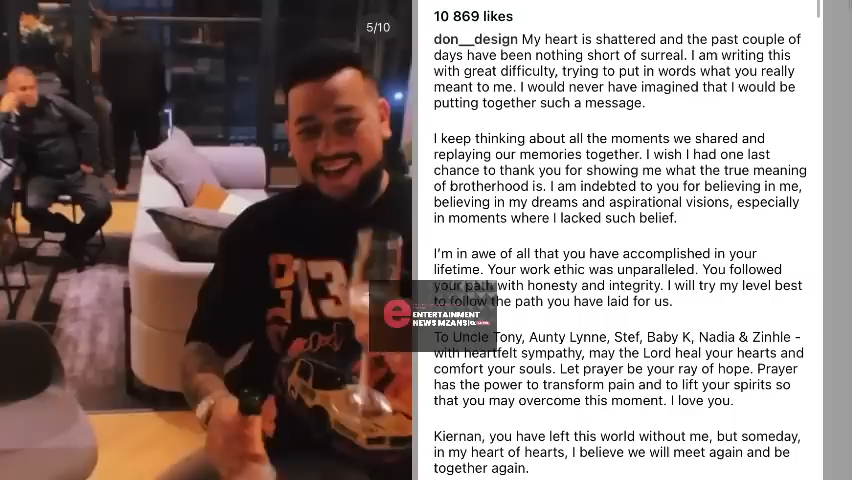 5/10
13
10 869 likes
don__design My heart is shattered and the past couple of
days have been nothing short of surreal. I am writing this
with great difficulty, trying to put in words what you really
meant to me. I would never have imagined that I would be
putting together such a message.
I keep thinking about all the moments we shared and
replaying our memories together. I wish I had one last
chance to thank you for showing me what the true meaning
of brotherhood is. I am indebted to you for believing in me,
believing in my dreams and aspirational visions, especially
in moments where I lacked such belief.
I'm in awe of all that you have accomplished in your
lifetime. Your work ethic was unparalleled. You followed
your path with honesty and integrity. I will try my level best
to follow the path you have laid for us.
e ENTERTAINMENT
NEWS MZANSI
To Uncle Tony, Aunty Lynne, Stef, Baby K, Nadia & Zinhle -
with heartfelt sympathy, may the Lord heal your hearts and
comfort your souls. Let prayer be your ray of hope. Prayer
has the power to transform pain and to lift your spirits so
that you may overcome this moment. I love you.
Kiernan, you have left this world without me, but someday,
in my heart of hearts, I believe we will meet again and be
together again.